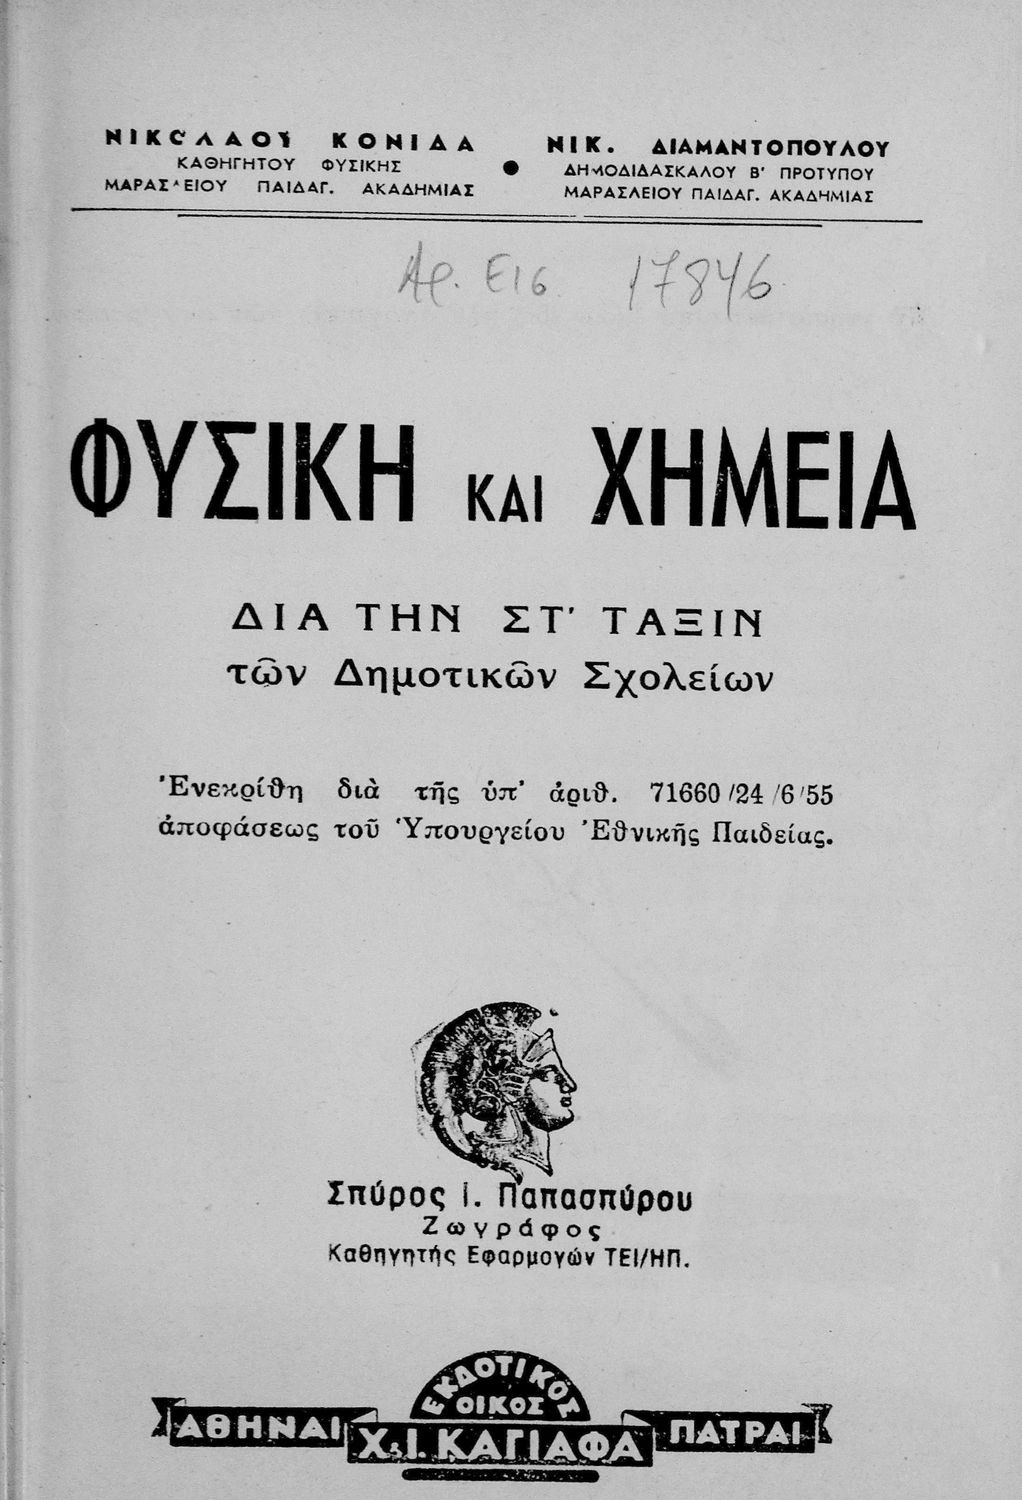 ΝΙΚΟΛΑΟΥ ΚΟΝΙΔΑ
ΚΑΘΗΓΗΤΟΥ ΦΥΣΙΚΗΣ
ΜΑΡΑΣΛΕΙΟΥ ΠΑΙΔΑΓ. ΑΚΑΔΗΜΙΑΣ
ΝΙΚ. ΔΙΑΜΑΝΤΟΠΟΥΛΟΥ
ΔΗΜΟΔΙΔΑΣΚΑΛΟΥ Β' ΠΡΟΤΥΠΟΥ
ΜΑΡΑΣΛΕΙΟΥ ΠΑΙΔΑΓ. ΑΚΑΔΗΜΙΑΣ
Αρ. Εισ 17846
ΦΥΣΙΚΗ ΚΑΙ ΧΗΜΕΙΑ
ΔΙΑ ΤΗΝ ΣΤ' ΤΑΞΙΝ
τῶν Δημοτικῶν Σχολείων
Ἐνεκρίθη διὰ τῆς ὑπ' ἀριθ. 71660/24/6/55
ἀποφάσεως τοῦ Ὑπουργείου Ἐθνικῆς Παιδείας.
Σπύρος Ι. Παπασπύρου
Ζωγράφος
Καθηγητής Εφαρμογών ΤΕΙ/ΗΠ.
ΕΚΔΟΤΙΚΟΣ
ΟΙΚΟΣ
ΑΘΗΝΑΙ Χ.&Ι. ΚΑΓΙΑΦΑ ΠΑΤΡΑΙ